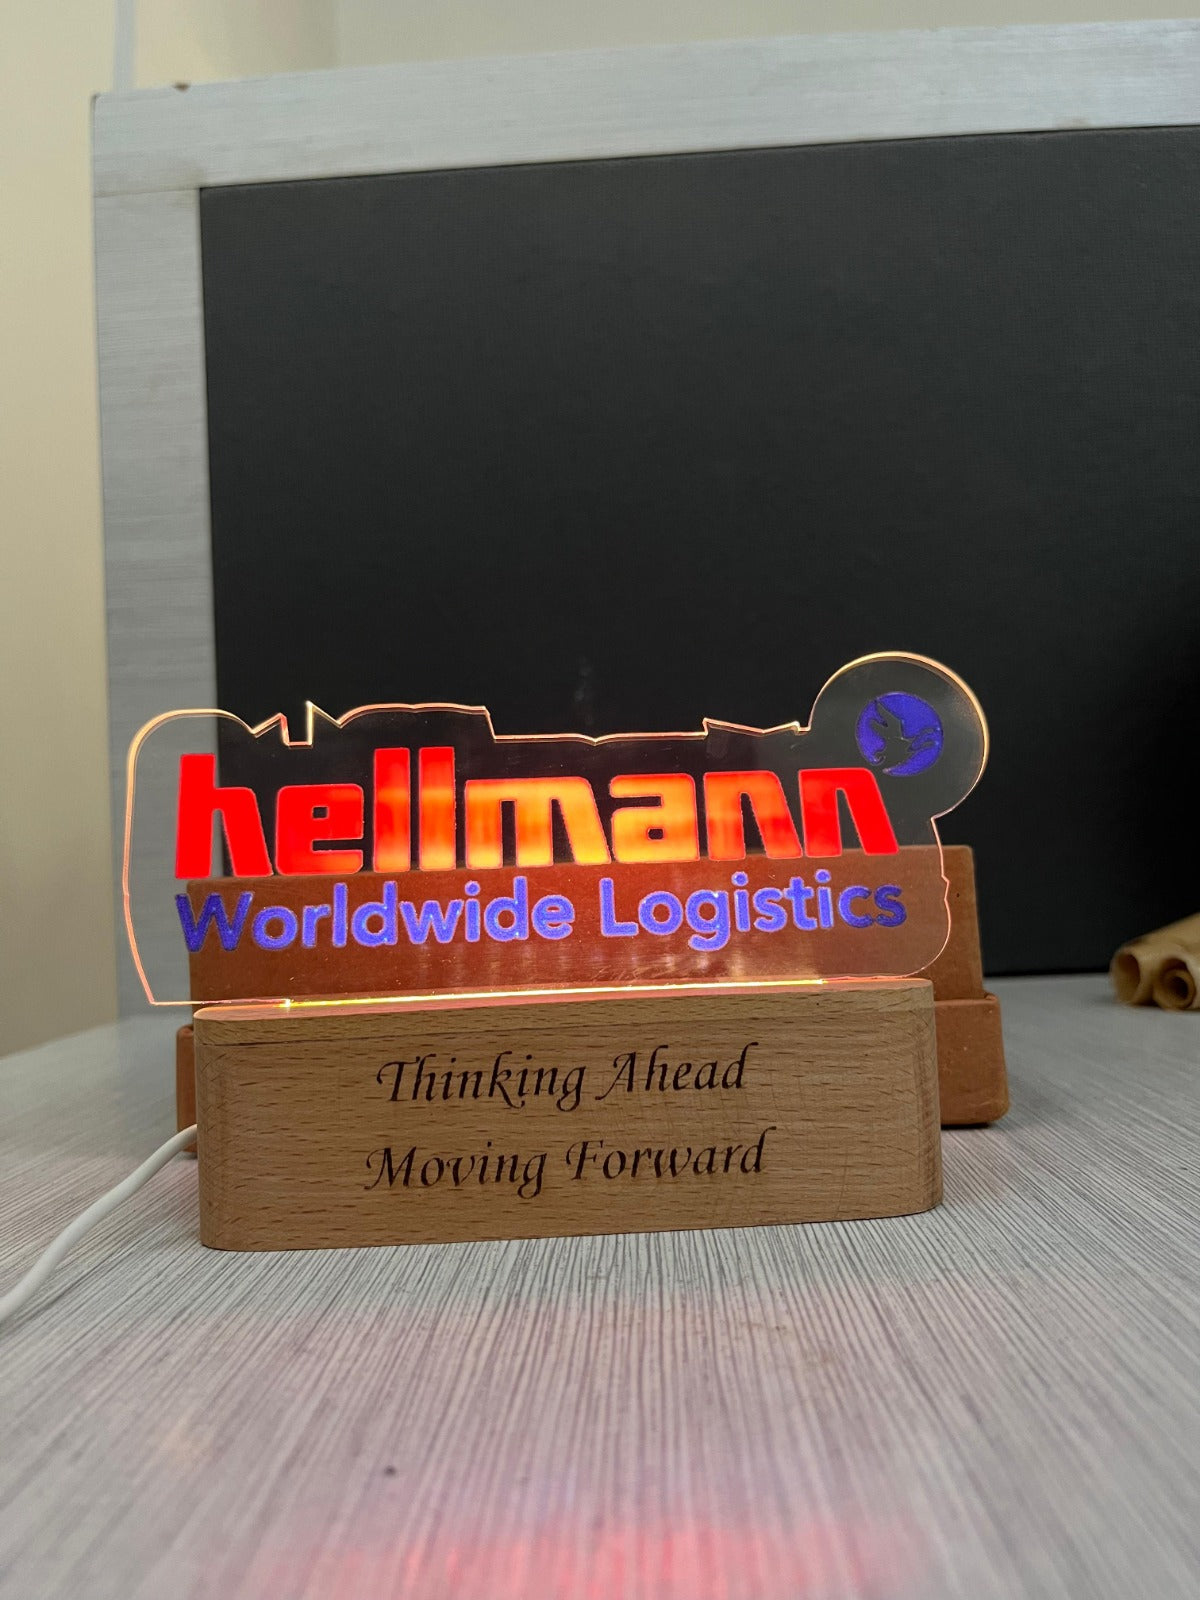 hellmann
Worldwide Logistics
Thinking Ahead
Moving Forward